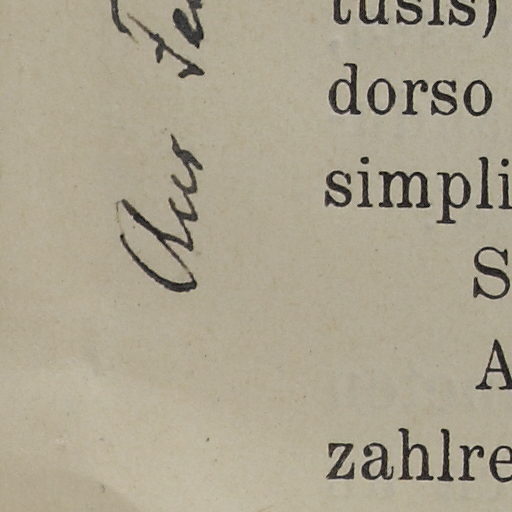 tusis)
dorso
simpli
S
A
zahlre
Aus